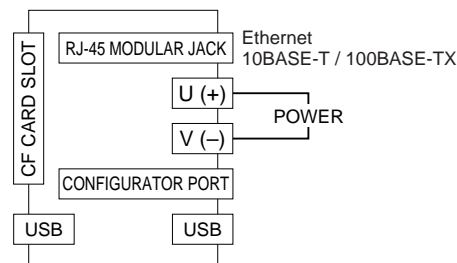 CF CARD SLOT
RJ-45 MODULAR JACK
Ethernet
10BASE-T / 100BASE-TX
U (+)
POWER
V (–)
CONFIGURATOR PORT
USB
USB